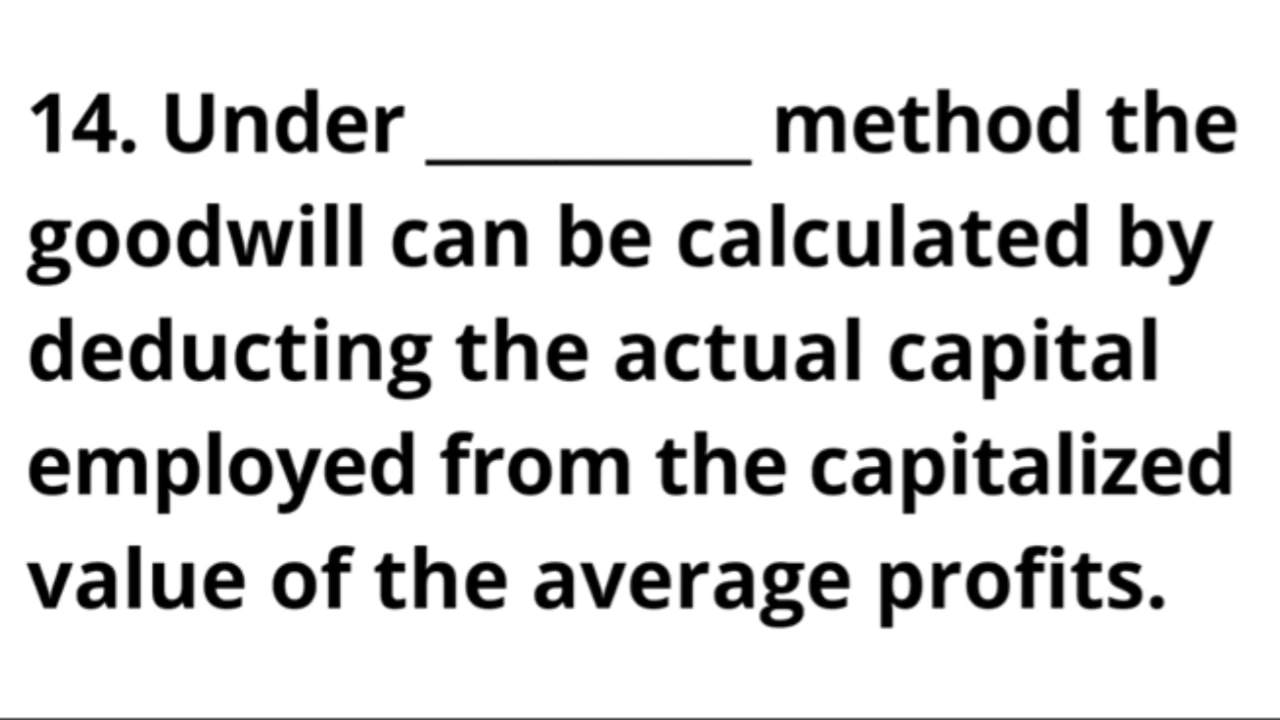 14. Under __________ method the
goodwill can be calculated by
deducting the actual capital
employed from the capitalized
value of the average profits.